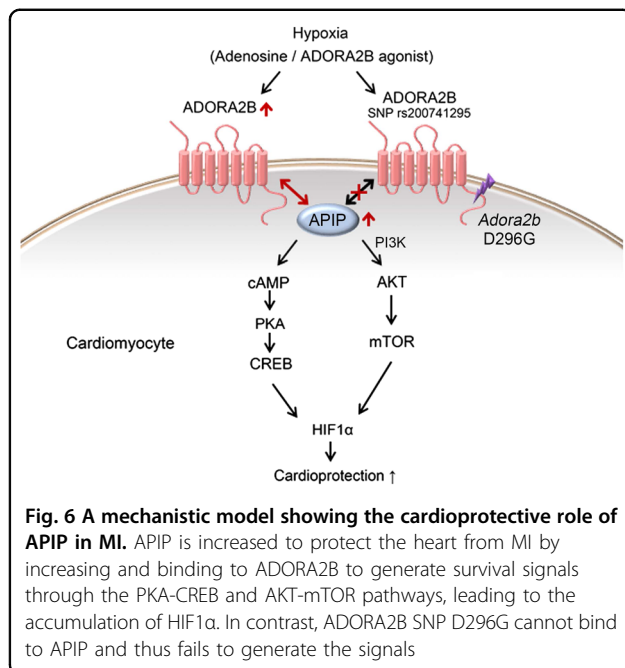 Hypoxia
(Adenosine / ADORA2B agonist)
ADORA2B ↑
ADORA2B
SNP rs200741295
APIP ↑
Adora2b
D296G
PI3K
cAMP
AKT
PKA
mTOR
Cardiomyocyte
CREB
HIF1α
Cardioprotection ↑
Fig. 6 A mechanistic model showing the cardioprotective role of
APIP in MI. APIP is increased to protect the heart from MI by
increasing and binding to ADORA2B to generate survival signals
through the PKA-CREB and AKT-mTOR pathways, leading to the
accumulation of HIF1α. In contrast, ADORA2B SNP D296G cannot bind
to APIP and thus fails to generate the signals